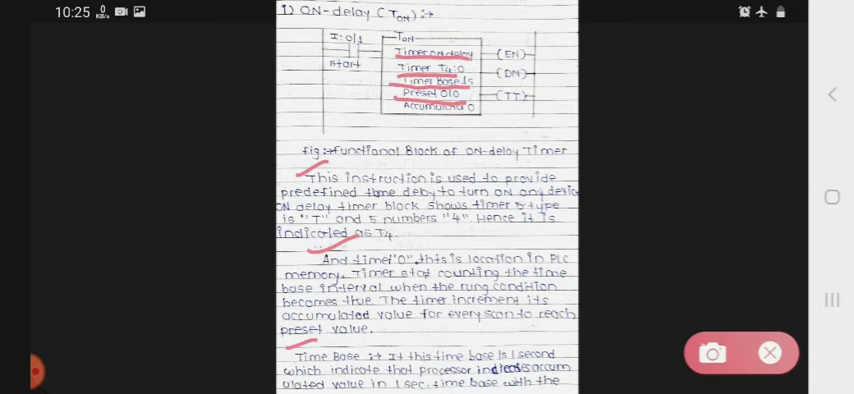 10:25
0
KB/s
1) ON-delay (TON) :→
I:0/1
Start
TON
Timer on delay
Timer T4:0
Timer Base 1s
Preset 010
Accumulator 0
(EN)
(DN)
(TT)
fig:→ Functional Block of ON-delay Timer
This instruction is used to provide
predefined time delay to turn ON any device
ON delay timer block shows timer 5 type
is "T" and 5 numbers "4". Hence it is
indicated as T4.
And timer "0", this is location in PLC
memory. Timer stat counting the time
base interval when the rung condition
becomes true. The timer increment its
accumulated value for every scan to reach
preset value.
Time Base :→ It this time base is 1 second
which indicate that processor increases accum
ulated value in 1 sec. time base with the